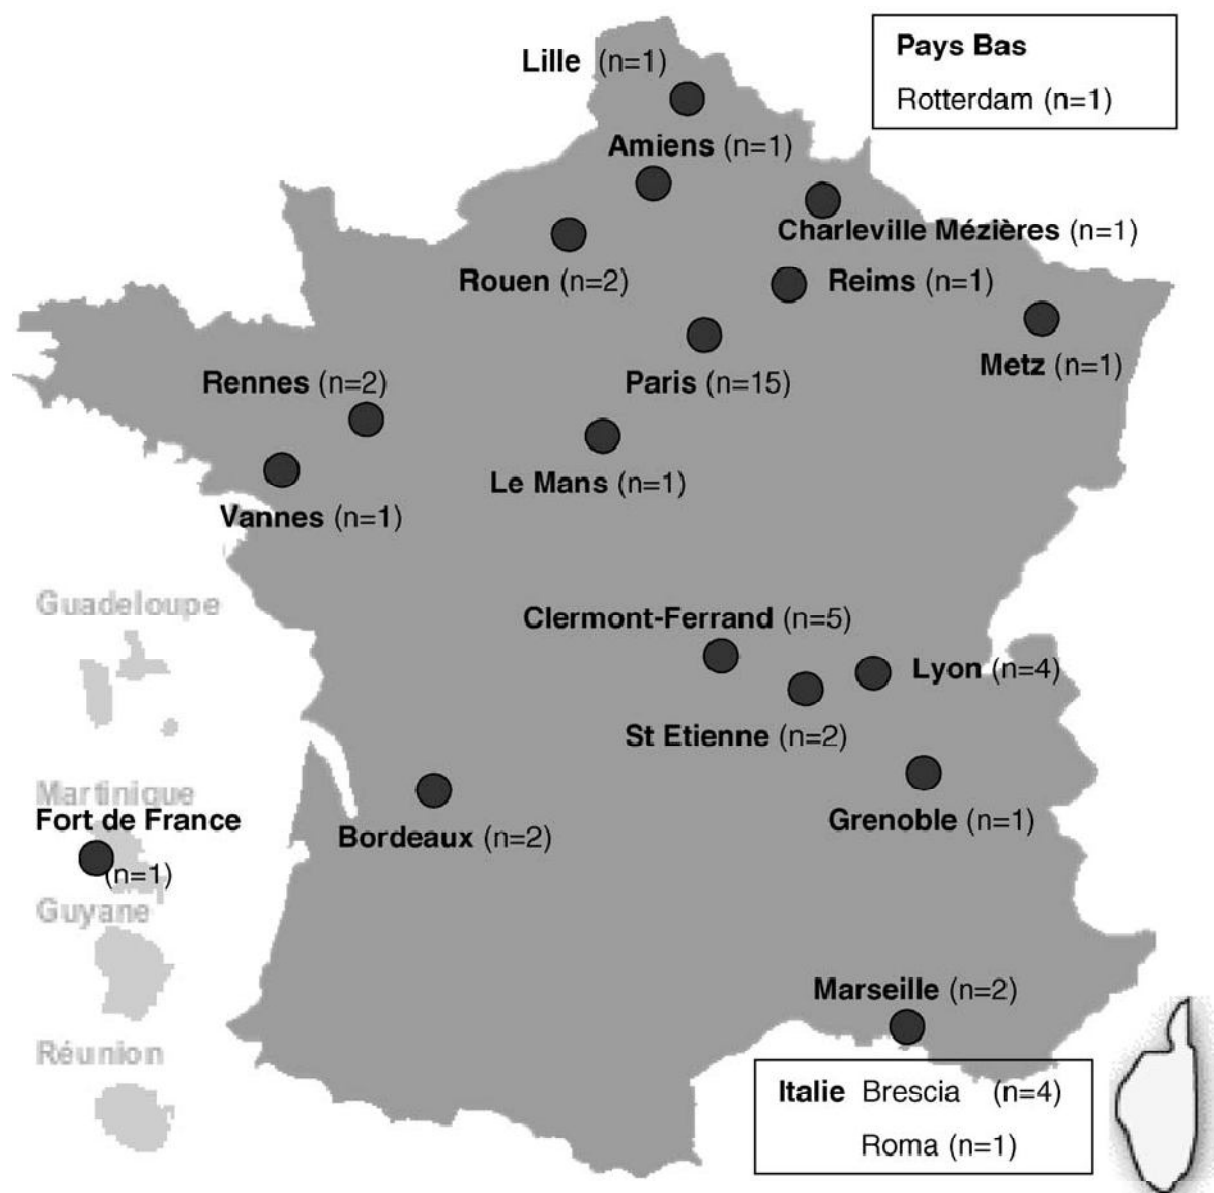 Pays Bas
Lille (n=1)
Rotterdam (n=1)
Amiens (n=1)
Charleville Mézières (n=1)
Rouen (n=2)
Reims (n=1)
Metz (n=1)
Rennes (n=2)
Paris (n=15)
Le Mans (n=1)
Vannes (n=1)
Guadeloupe
Clermont-Ferrand (n=5)
Lyon (n=4)
St Etienne (n=2)
Martinique
Fort de France
(n=1)
Bordeaux (n=2)
Grenoble (n=1)
Guyane
Marseille (n=2)
Réunion
Italie Brescia (n=4)
Roma (n=1)